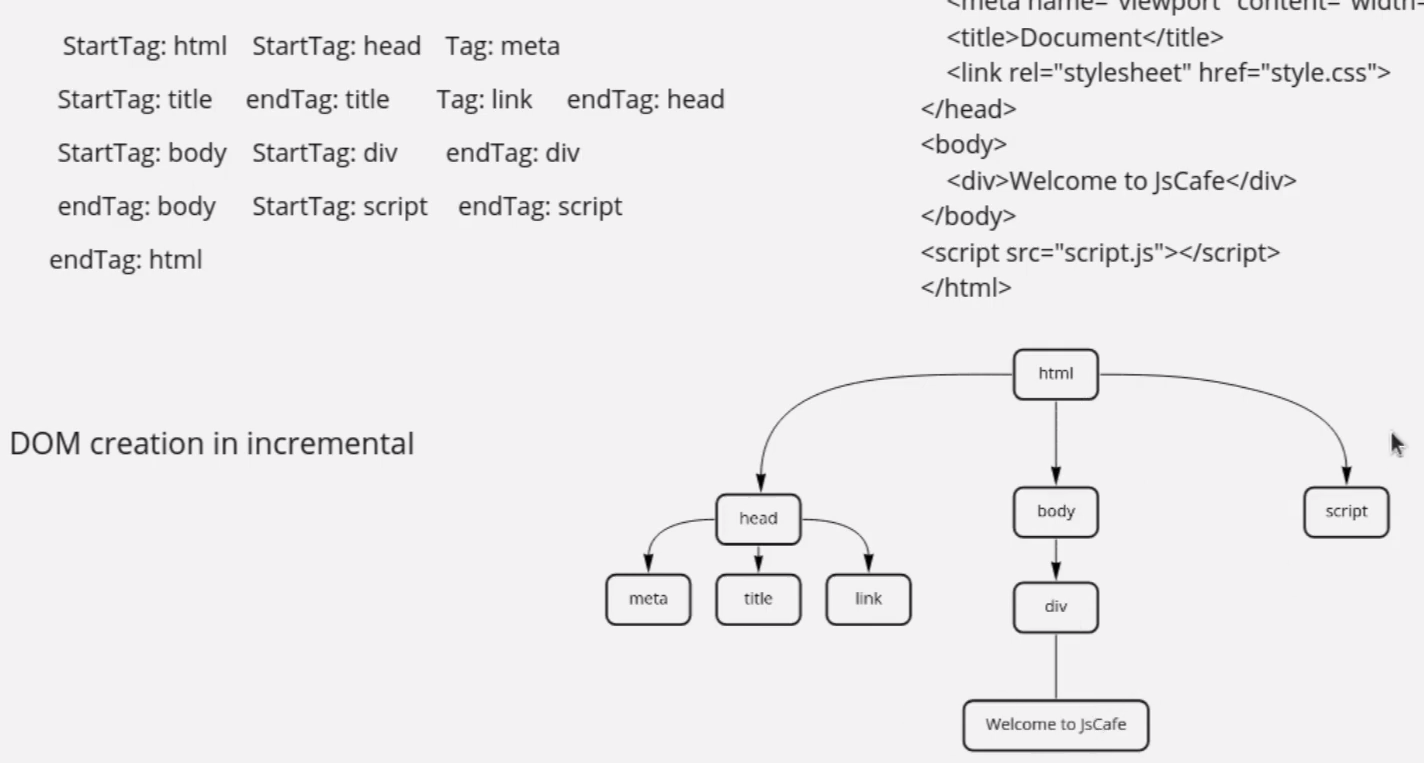 <meta name="viewport" content="width=
StartTag: html StartTag: head Tag: meta
<title>Document</title>
<link rel="stylesheet" href="style.css">
StartTag: title endTag: title Tag: link endTag: head
</head>
<body>
StartTag: body StartTag: div endTag: div
<div>Welcome to JsCafe</div>
endTag: body StartTag: script endTag: script
</body>
<script src="script.js"></script>
endTag: html
</html>
html
DOM creation in incremental
head
body
script
meta title link
div
Welcome to JsCafe